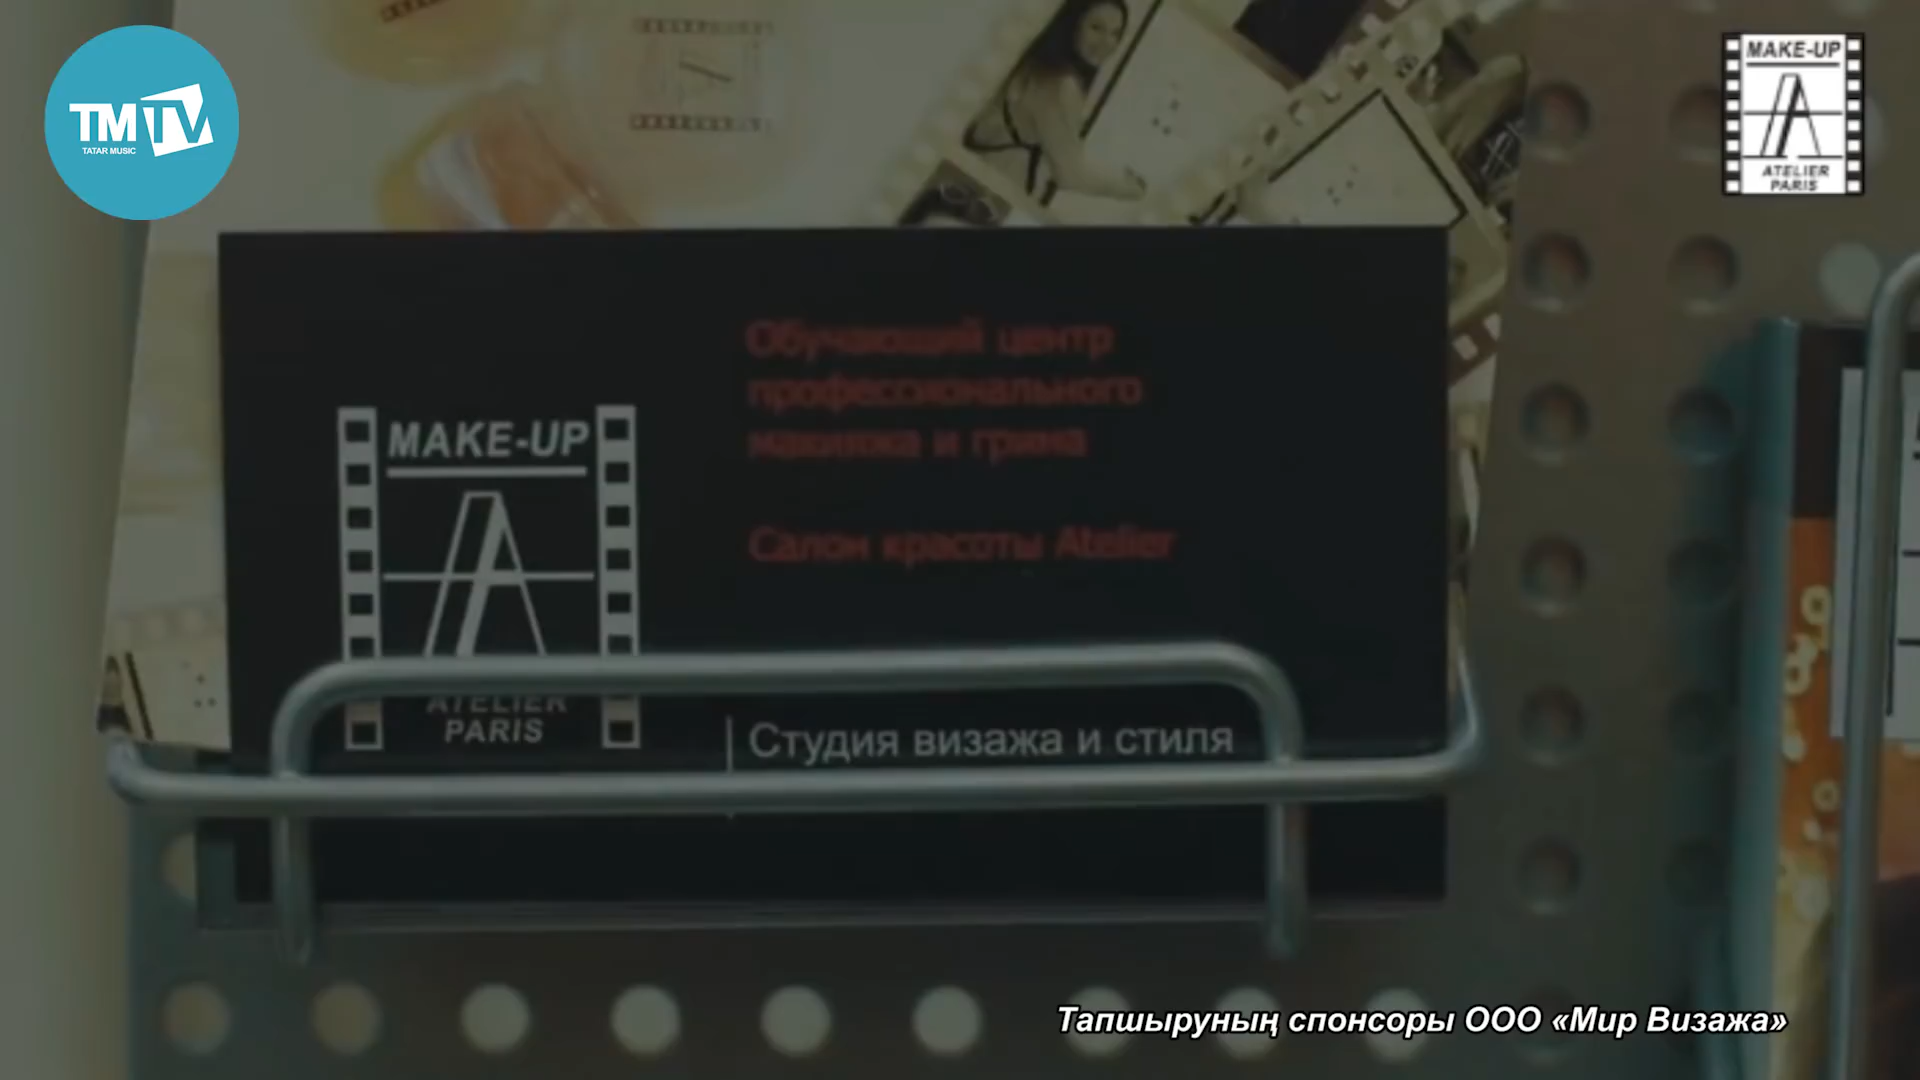 TMTV
TATAR MUSIC
MAKE-UP
ATELIER
PARIS
Обучающий центр
профессионального
макияжа и грима
Салон красоты Atelier
MAKE-UP
ATELIER
PARIS
Студия визажа и стиля
Тапшыруның спонсоры ООО «Мир Визажа»